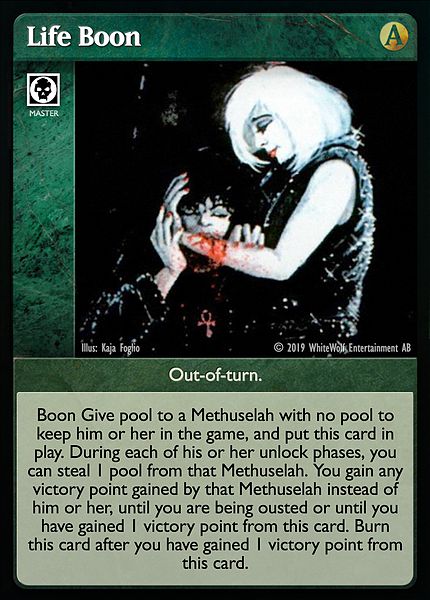 Life Boon
A
MASTER
Illus: Kaja Foglio
© 2019 WhiteWolf Entertainment AB
Out-of-turn.
Boon Give pool to a Methuselah with no pool to
keep him or her in the game, and put this card in
play. During each of his or her unlock phases, you
can steal 1 pool from that Methuselah. You gain any
victory point gained by that Methuselah instead of
him or her, until you are being ousted or until you
have gained 1 victory point from this card. Burn
this card after you have gained 1 victory point from
this card.